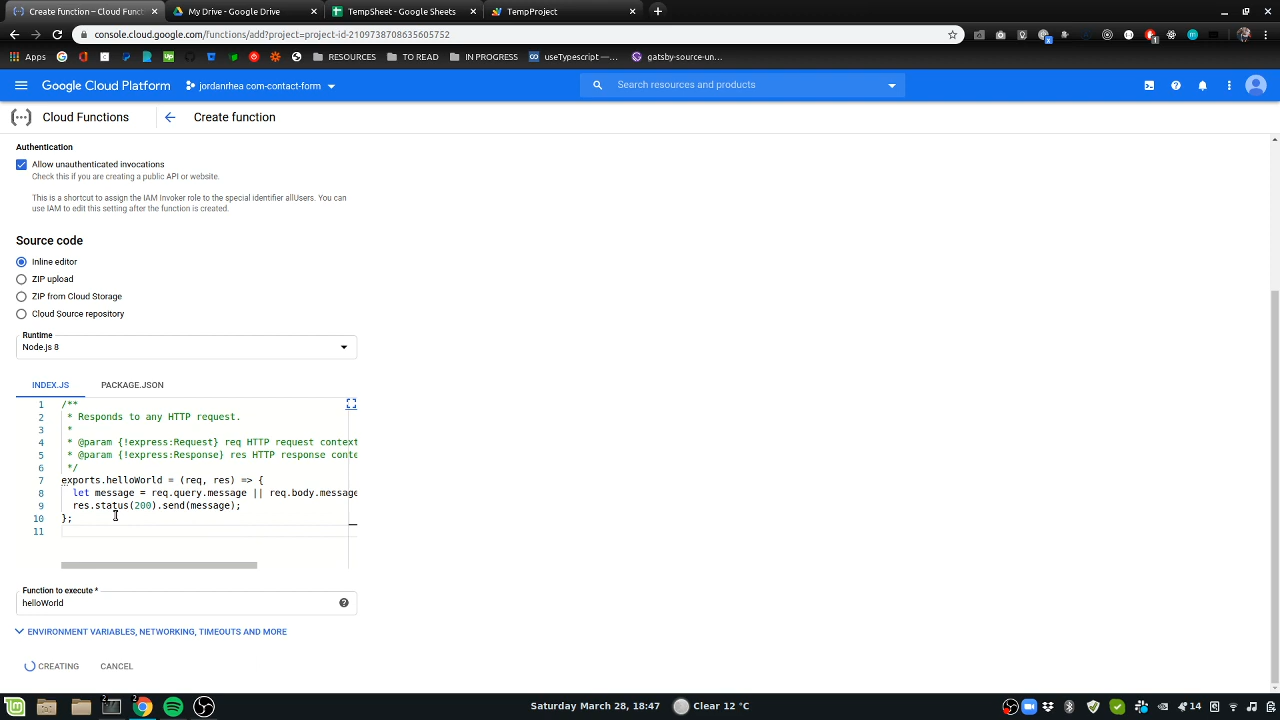 Create function – Cloud Func
My Drive - Google Drive
TempSheet - Google Sheets
TempProject
console.cloud.google.com/functions/add?project=project-id-2109738708635605752
Apps
RESOURCES
TO READ
IN PROGRESS
useTypescript —...
gatsby-source-un...
Google Cloud Platform
jordanrhea com-contact-form
Search resources and products
Cloud Functions
Create function
Authentication
Allow unauthenticated invocations
Check this if you are creating a public API or website.
This is a shortcut to assign the IAM Invoker role to the special identifier allUsers. You can
use IAM to edit this setting after the function is created.
Source code
Inline editor
ZIP upload
ZIP from Cloud Storage
Cloud Source repository
Runtime
Node.js 8
INDEX.JS PACKAGE.JSON
1 /**
2 * Responds to any HTTP request.
3 *
4 * @param {!express:Request} req HTTP request context
5 * @param {!express:Response} res HTTP response conte
6 */
7 exports.helloWorld = (req, res) => {
8 let message = req.query.message || req.body.message
9 res.status(200).send(message);
10 };
11
Function to execute *
helloWorld
ENVIRONMENT VARIABLES, NETWORKING, TIMEOUTS AND MORE
CREATING CANCEL
Saturday March 28, 18:47
Clear 12 °C
14